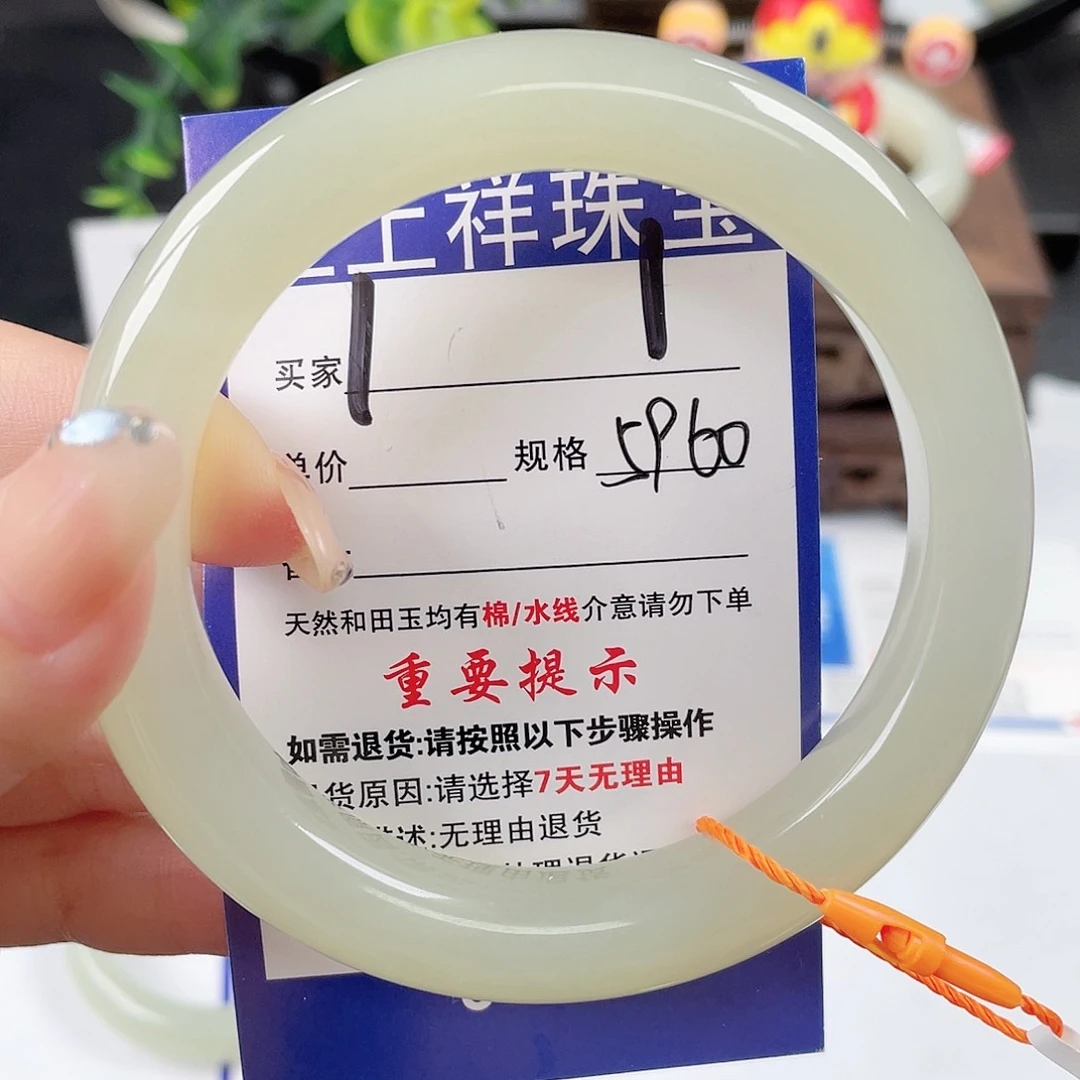 上祥珠宝
买家
单价 规格 5960
天然和田玉均有棉/水线介意请勿下单
重要提示
如需退货:请按照以下步骤操作
货原因:请选择7天无理由
述:无理由退货